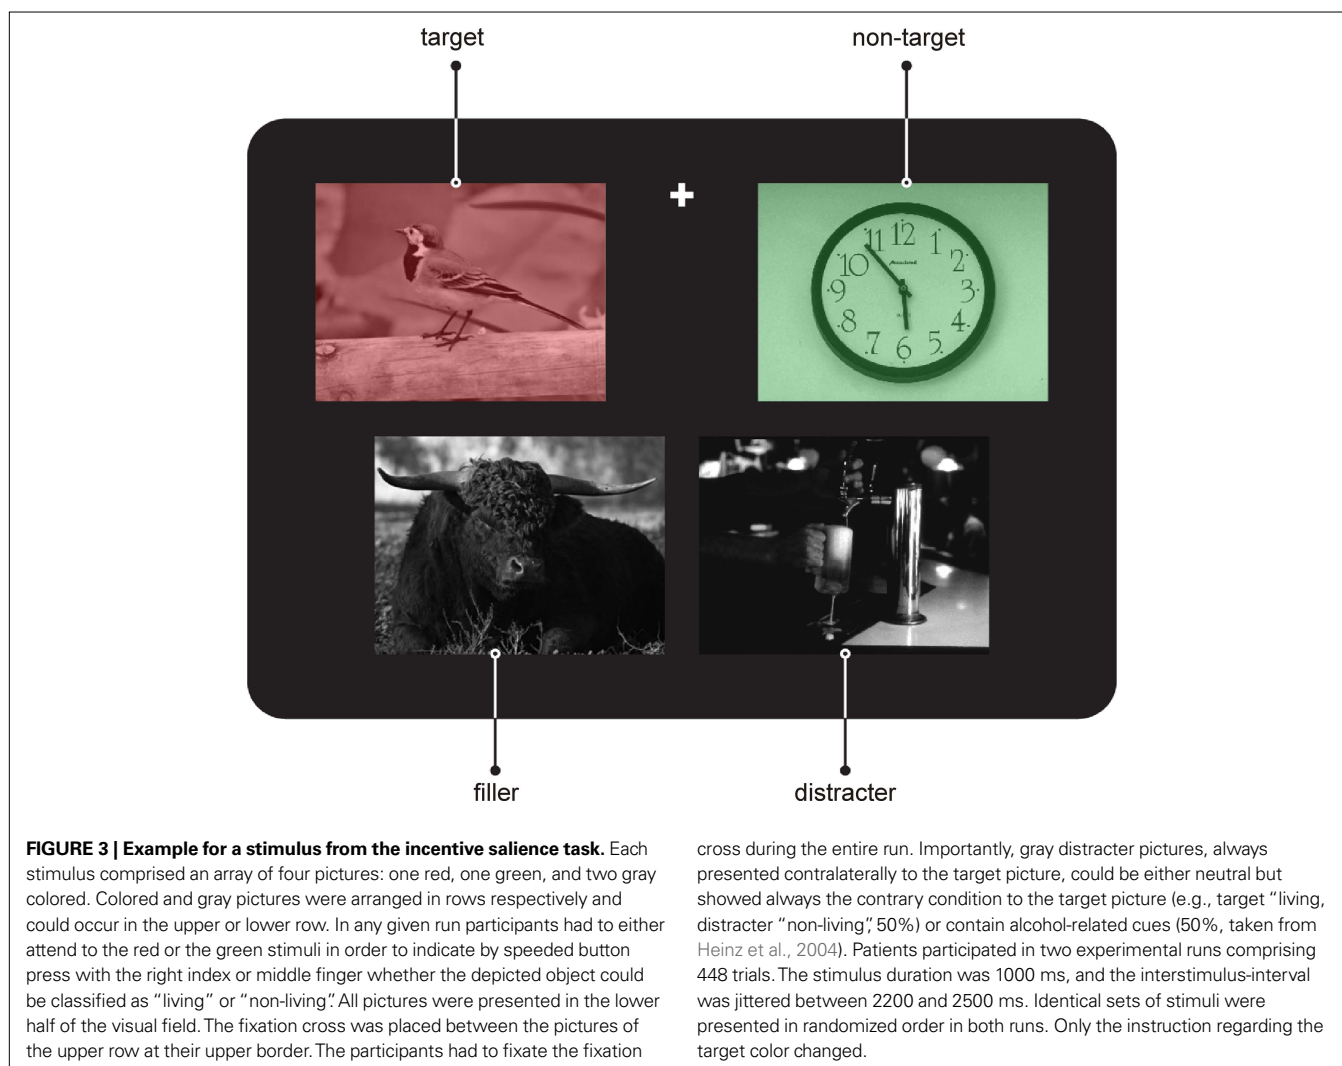 target
non-target
11 12 1
10 2
9 3
8 4
7 6 5
filler
distracter
FIGURE 3 | Example for a stimulus from the incentive salience task. Each
stimulus comprised an array of four pictures: one red, one green, and two gray
colored. Colored and gray pictures were arranged in rows respectively and
could occur in the upper or lower row. In any given run participants had to either
attend to the red or the green stimuli in order to indicate by speeded button
press with the right index or middle finger whether the depicted object could
be classified as “living” or “non-living”. All pictures were presented in the lower
half of the visual field. The fixation cross was placed between the pictures of
the upper row at their upper border. The participants had to fixate the fixation
cross during the entire run. Importantly, gray distracter pictures, always
presented contralaterally to the target picture, could be either neutral but
showed always the contrary condition to the target picture (e.g., target “living,
distracter “non-living”, 50%) or contain alcohol-related cues (50%, taken from
Heinz et al., 2004). Patients participated in two experimental runs comprising
448 trials. The stimulus duration was 1000 ms, and the interstimulus-interval
was jittered between 2200 and 2500 ms. Identical sets of stimuli were
presented in randomized order in both runs. Only the instruction regarding the
target color changed.